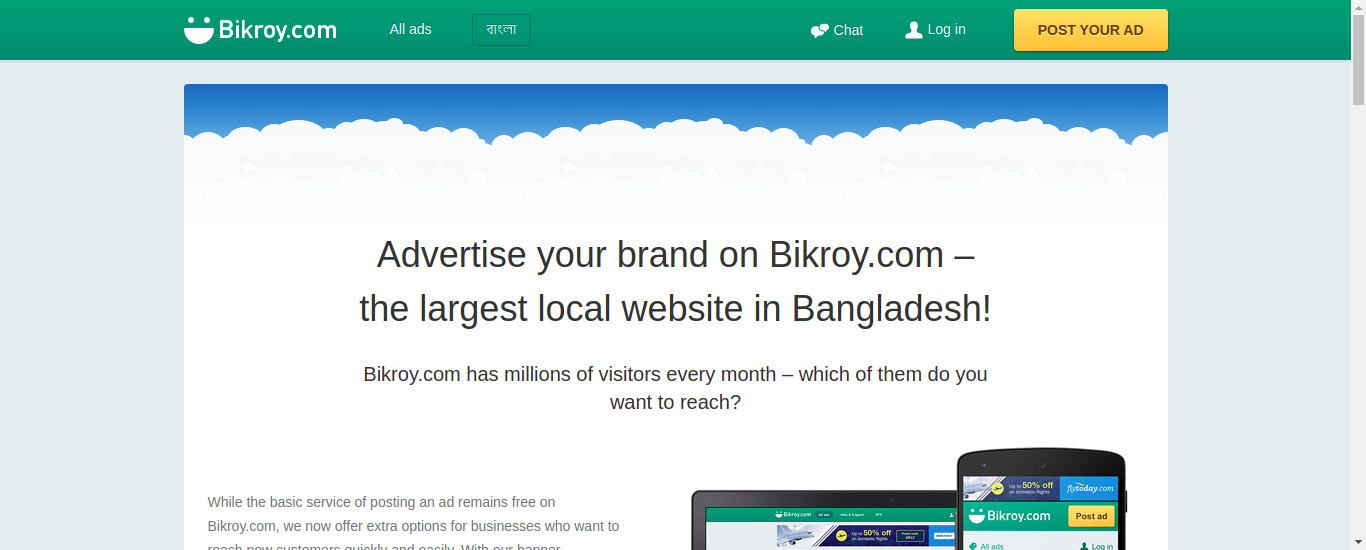 Bikroy.com All ads বাংলা Chat Log in POST YOUR AD
Advertise your brand on Bikroy.com –
the largest local website in Bangladesh!
Bikroy.com has millions of visitors every month – which of them do you
want to reach?
While the basic service of posting an ad remains free on
Bikroy.com, we now offer extra options for businesses who want to
reach new customers quickly and easily. With our banner
Up to 50% off
on domestic flights
flytoday.com
Bikroy.com Post ad
All ads Log in
Bikroy.com All ads Help & Support
Up to 50% off
on domestic flights